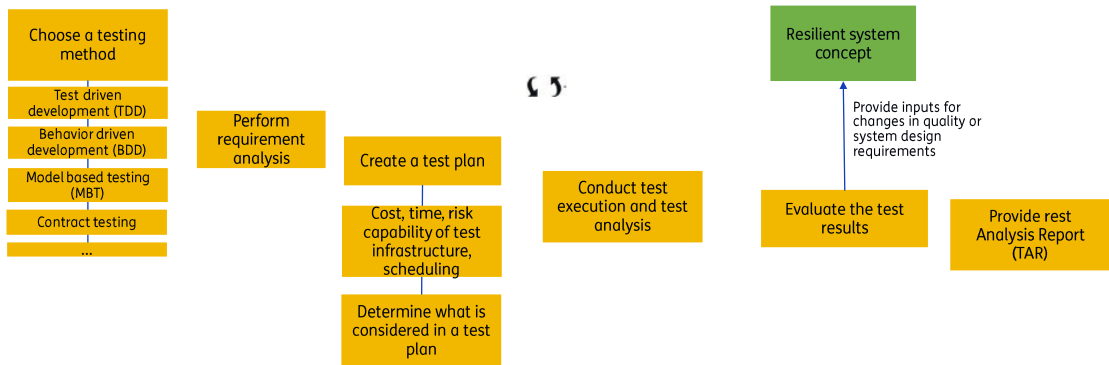 Choose a testing
method
Test driven
development (TDD)
Behavior driven
development (BDD)
Model based testing
(MBT)
Contract testing
...
Perform
requirement
analysis
Create a test plan
Cost, time, risk
capability of test
infrastructure,
scheduling
Determine what is
considered in a test
plan
Conduct test
execution and test
analysis
Resilient system
concept
Provide inputs for
changes in quality or
system design
requirements
Evaluate the test
results
Provide rest
Analysis Report
(TAR)